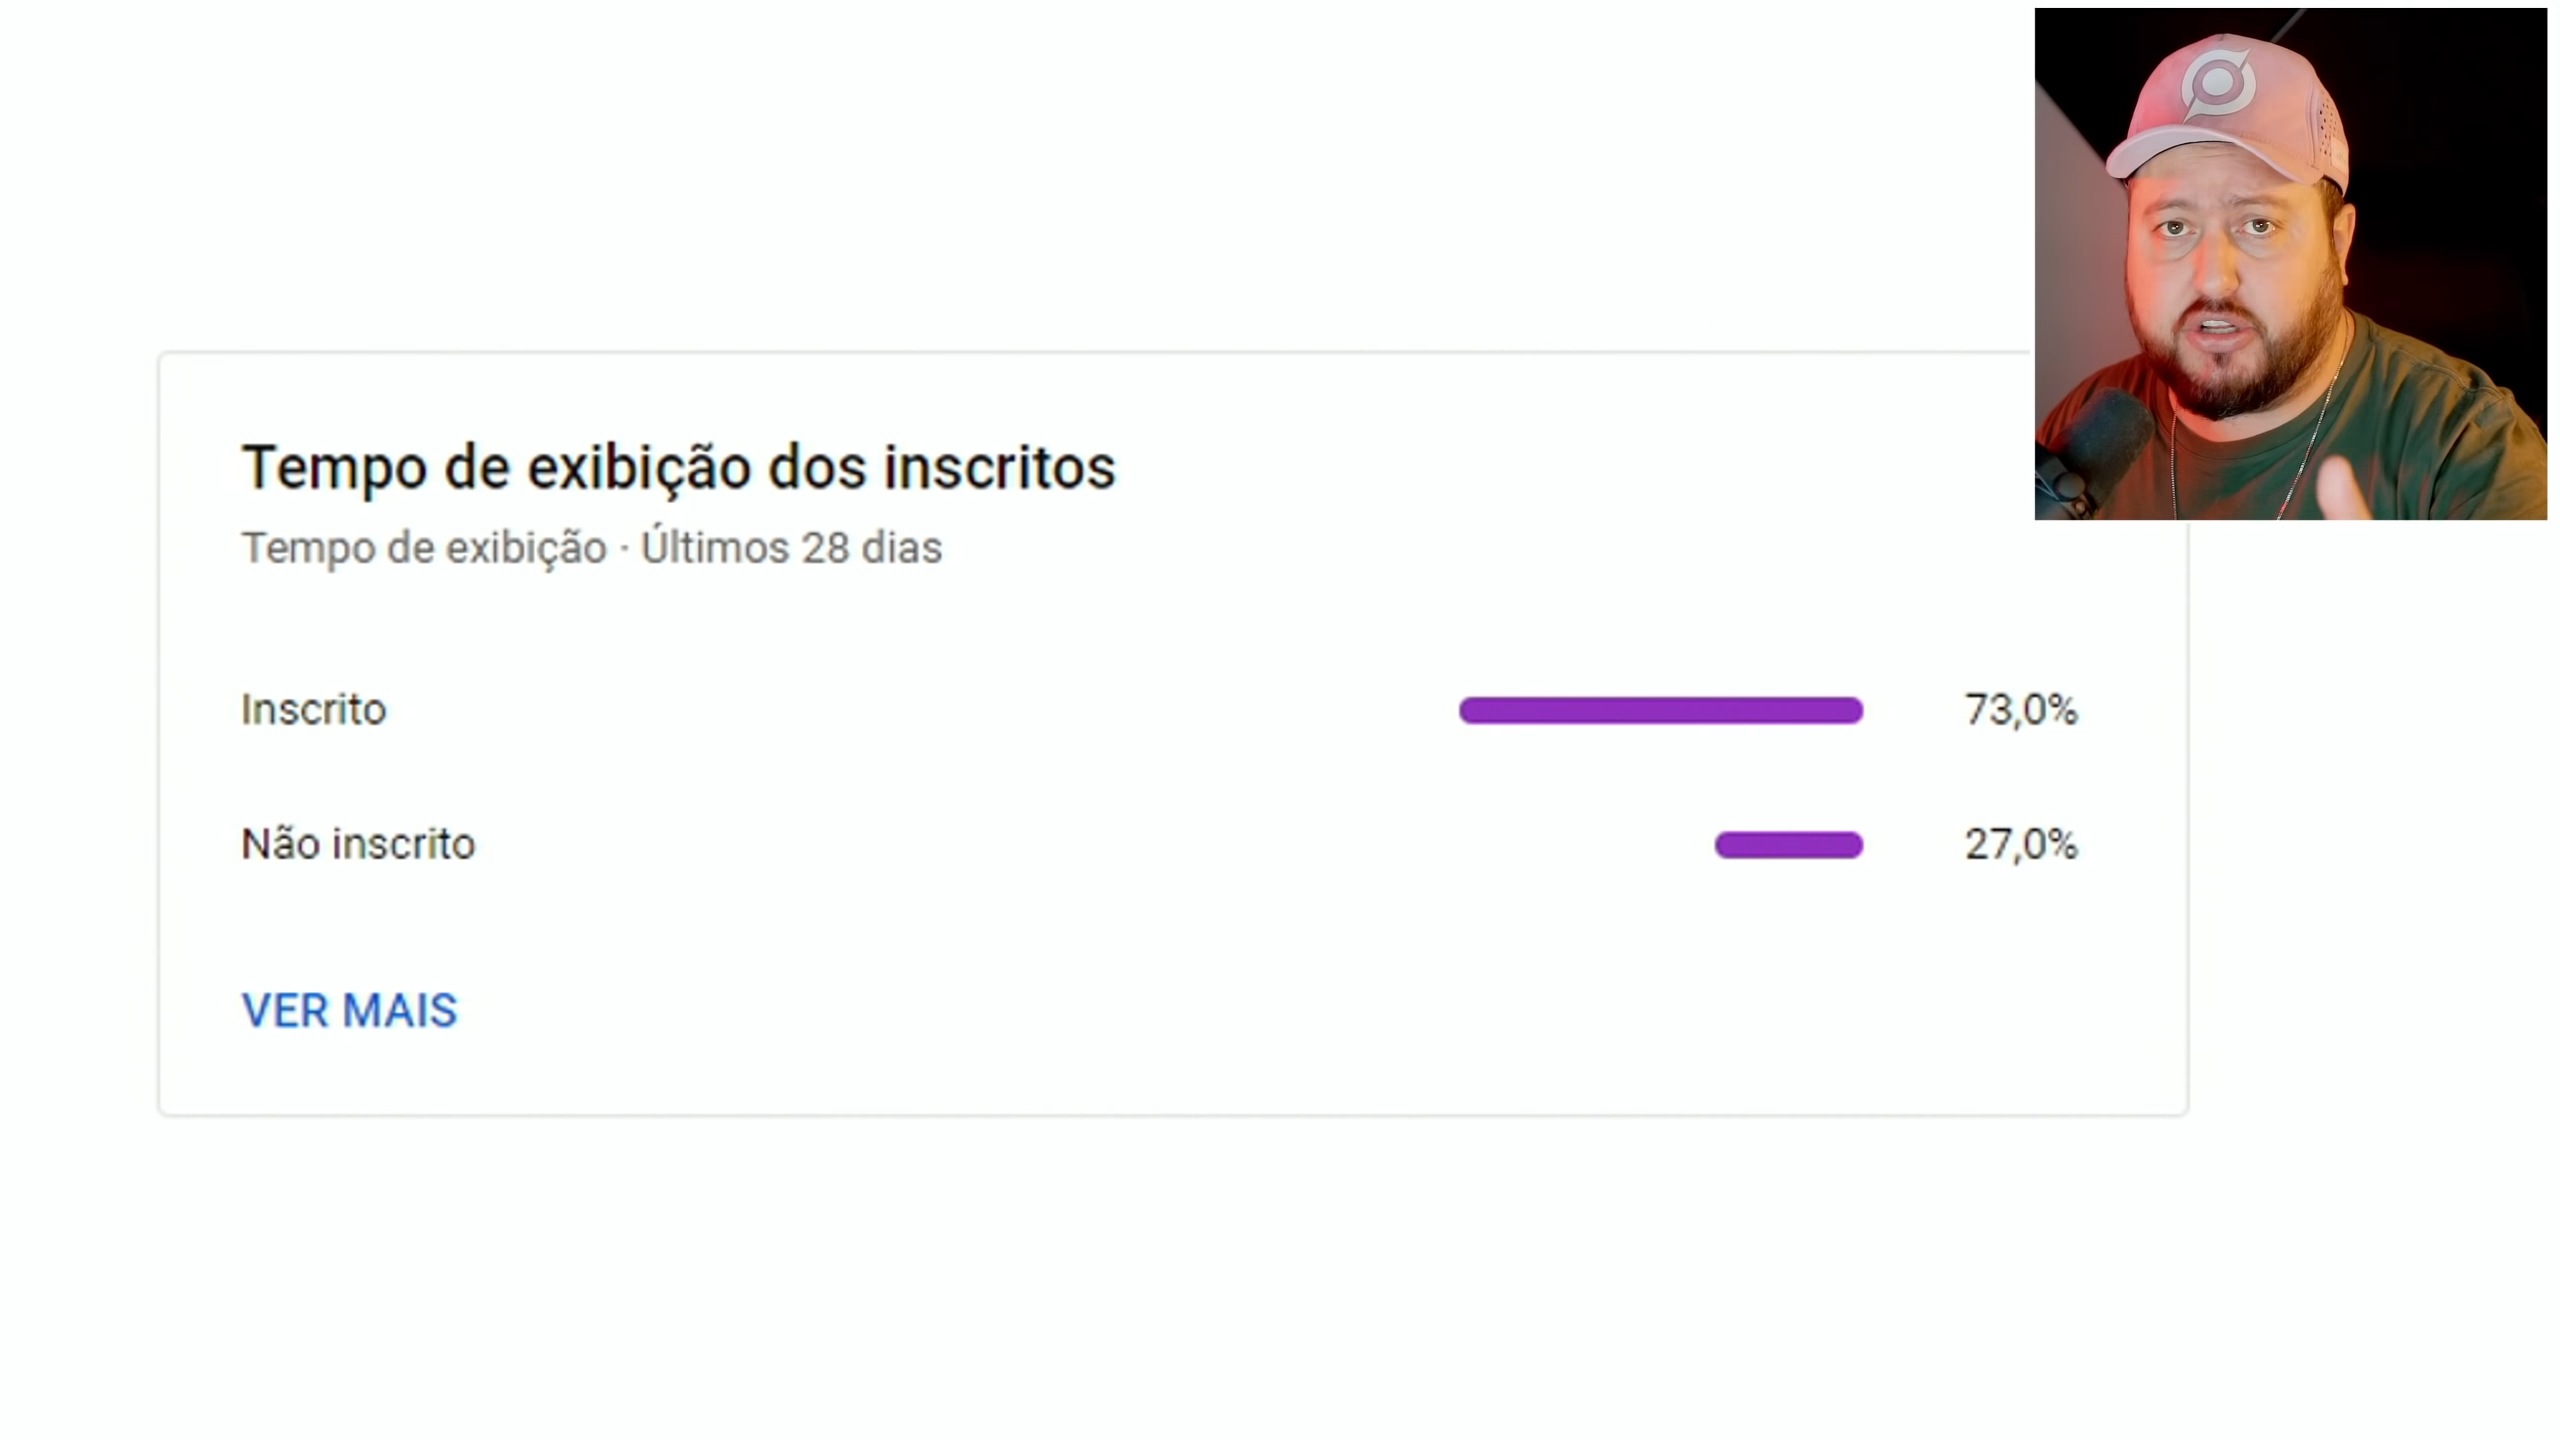 Tempo de exibição dos inscritos
Tempo de exibição · Últimos 28 dias
Inscrito 73,0%
Não inscrito 27,0%
VER MAIS